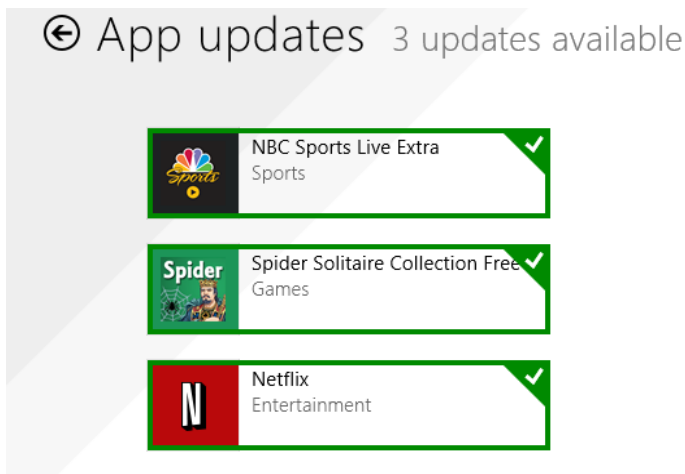 App updates 3 updates available
NBC Sports Live Extra
Sports
Sports
Spider Solitaire Collection Free
Games
Spider
Netflix
Entertainment
N